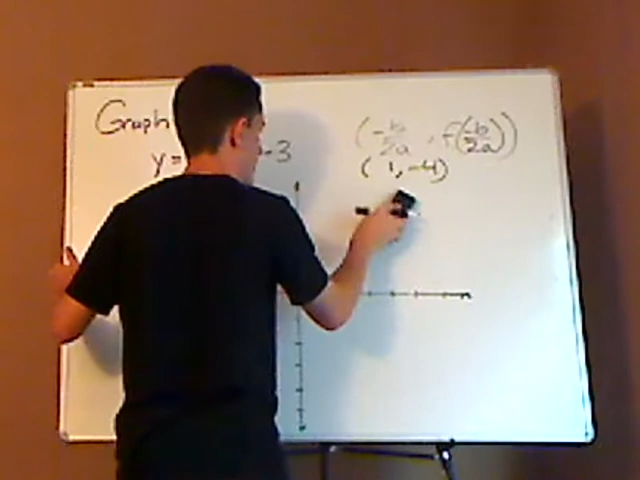 Graph
(-b/2a, f(-b/2a))
y= -3
(1, -4)